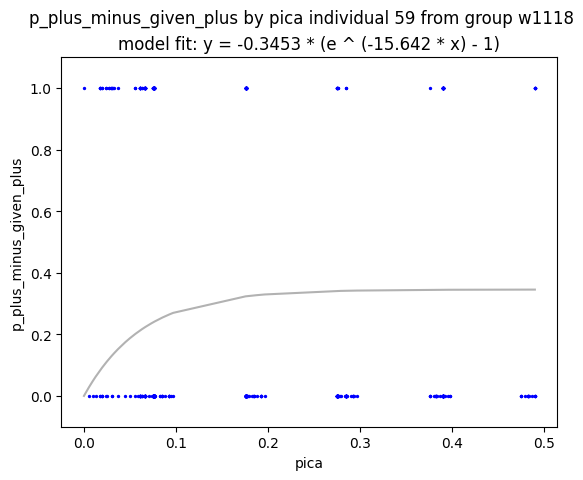 p_plus_minus_given_plus by pica individual 59 from group w1118
model fit: y = -0.3453 * (e ^ (-15.642 * x) - 1)
1.0
0.8
0.6
0.4
0.2
0.0
p_plus_minus_given_plus
0.0 0.1 0.2 0.3 0.4 0.5
pica